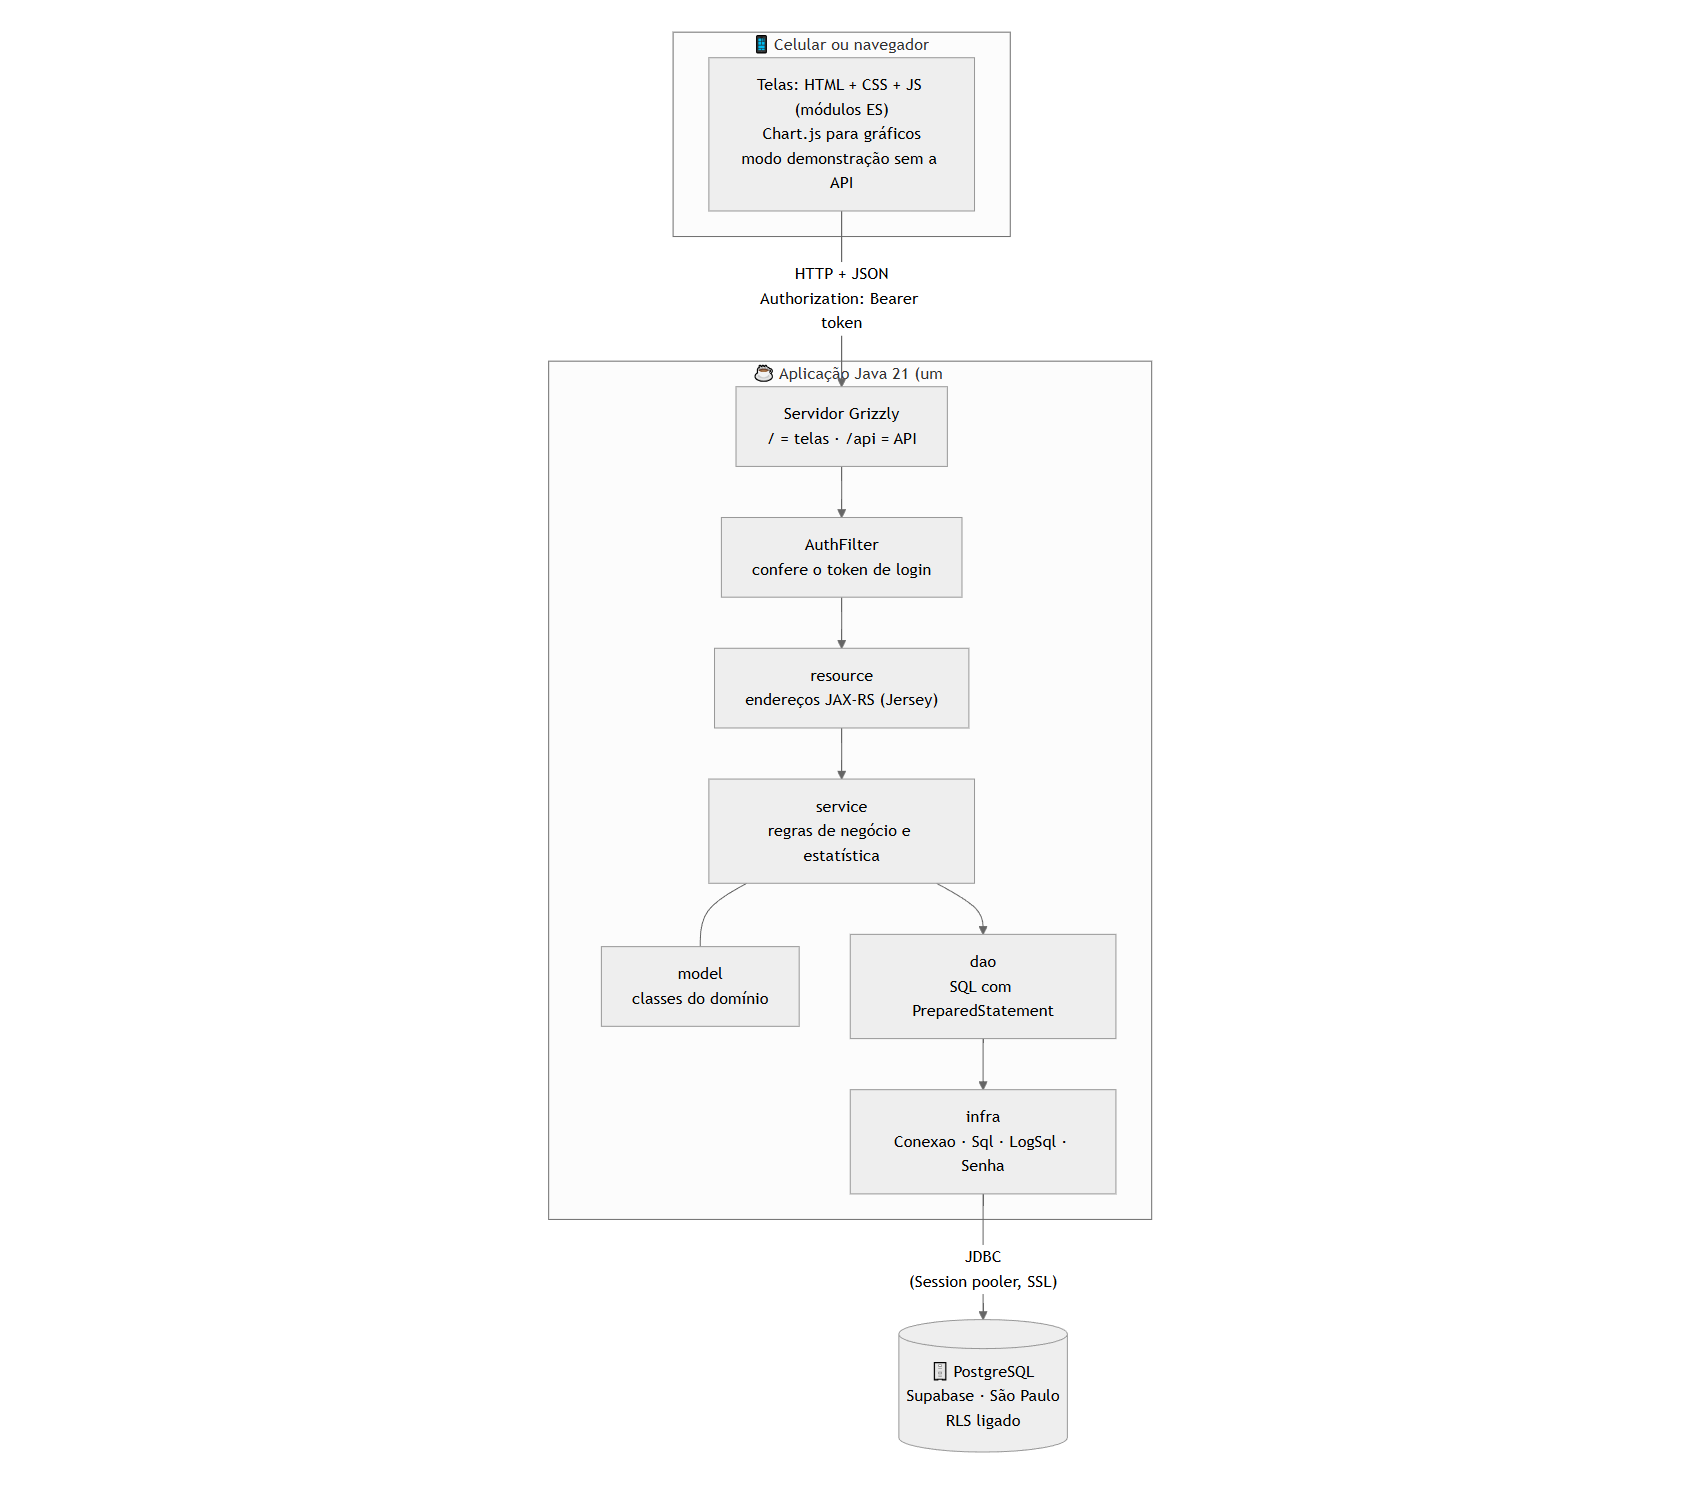 Celular ou navegador
Telas: HTML + CSS + JS
(módulos ES)
Chart.js para gráficos
modo demonstração sem a
API
HTTP + JSON
Authorization: Bearer
token
Aplicação Java 21 (um
Servidor Grizzly
/ = telas · /api = API
AuthFilter
confere o token de login
resource
endereços JAX-RS (Jersey)
service
regras de negócio e
estatística
model
classes do domínio
dao
SQL com
PreparedStatement
infra
Conexao · Sql · LogSql ·
Senha
JDBC
(Session pooler, SSL)
PostgreSQL
Supabase · São Paulo
RLS ligado